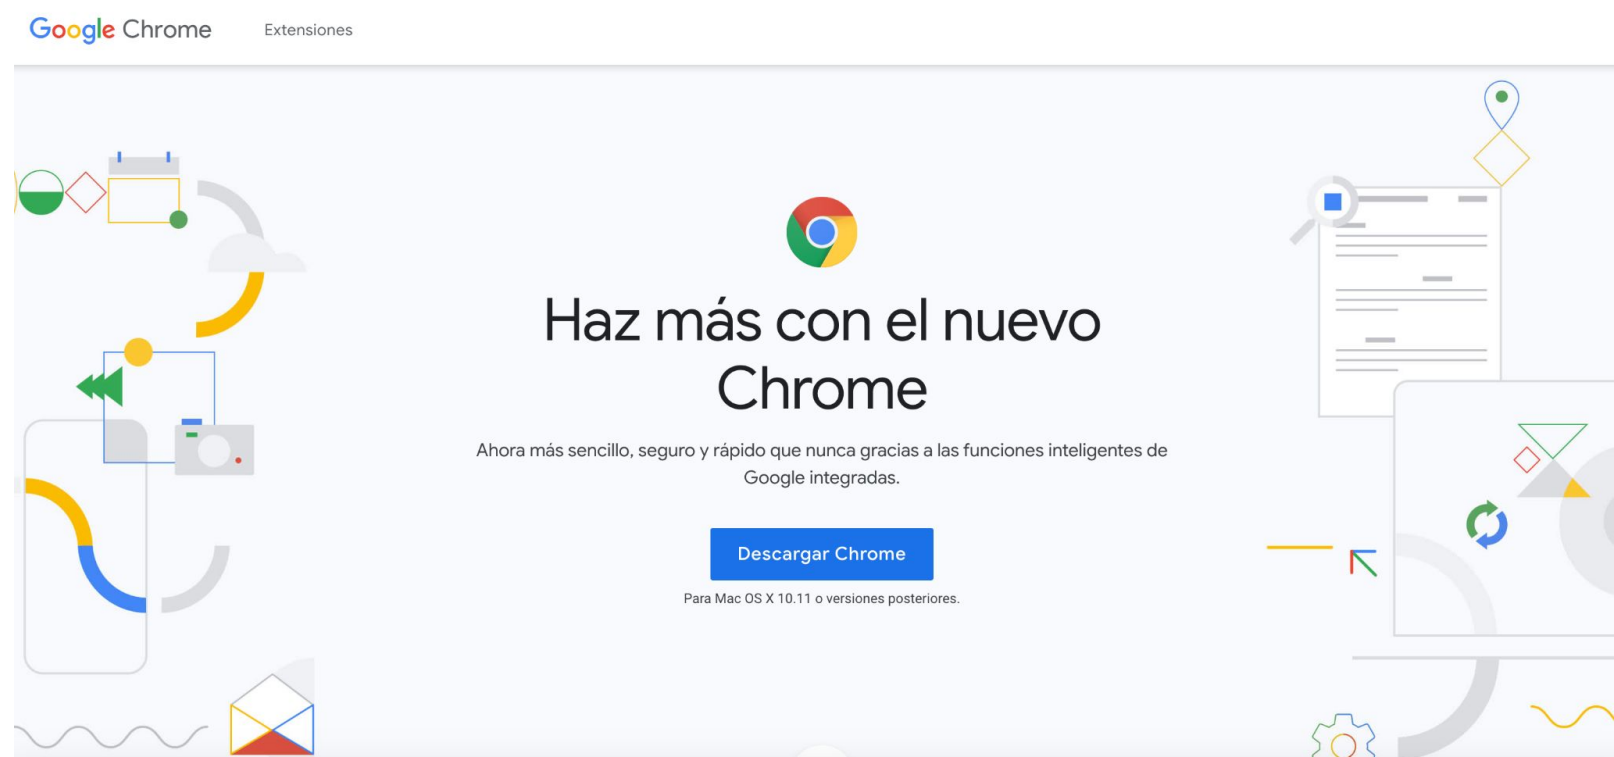 Google Chrome
Extensiones
Haz más con el nuevo
Chrome
Ahora más sencillo, seguro y rápido que nunca gracias a las funciones inteligentes de
Google integradas.
Descargar Chrome
Para Mac OS X 10.11 o versiones posteriores.